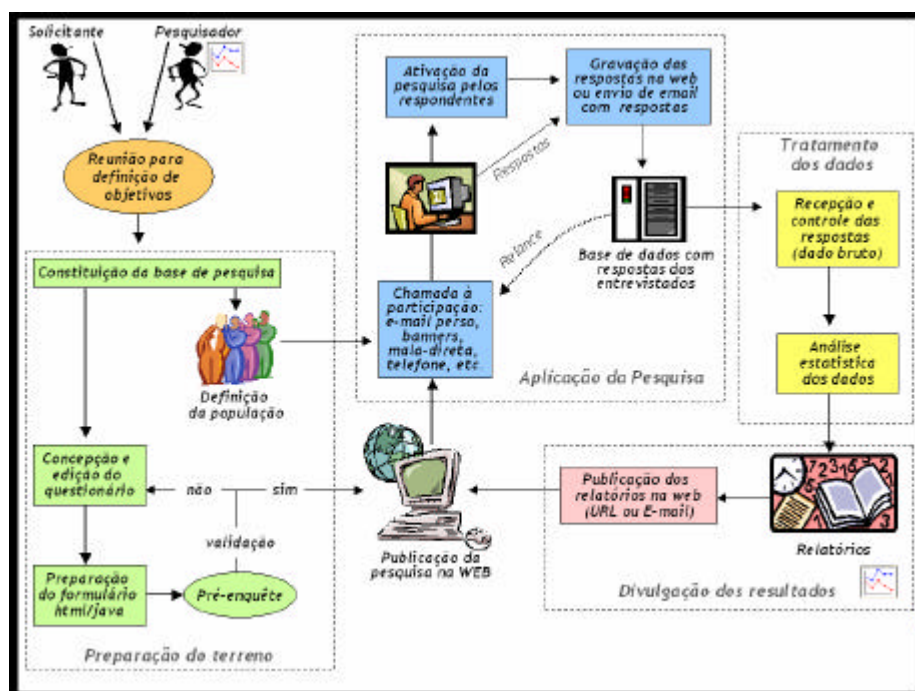 Solicitante
Pesquisador
Reunião para
definição de
objetivos
Constituição da base de pesquisa
Definição
da população
Concepção e
edição do
questionário
não
sim
validação
Preparação
do formulário
html/java
Pré-enquête
Preparação do terreno
Ativação da
pesquisa pelos
respondentes
Gravação das
respostas na web
ou envio de email
com respostas
Respostas
Relance
Base de dados com
respostas dos
entrevistados
Chamada à
participação:
e-mail perso,
banners,
mala-direta,
telefone, etc.
Aplicação da Pesquisa
Publicação da
pesquisa na WEB
Tratamento
dos dados
Recepção e
controle das
respostas
(dado bruto)
Análise
estatística
dos dados
Relatórios
Publicação dos
relatórios na web
(URL ou E-mail)
Divulgação dos resultados